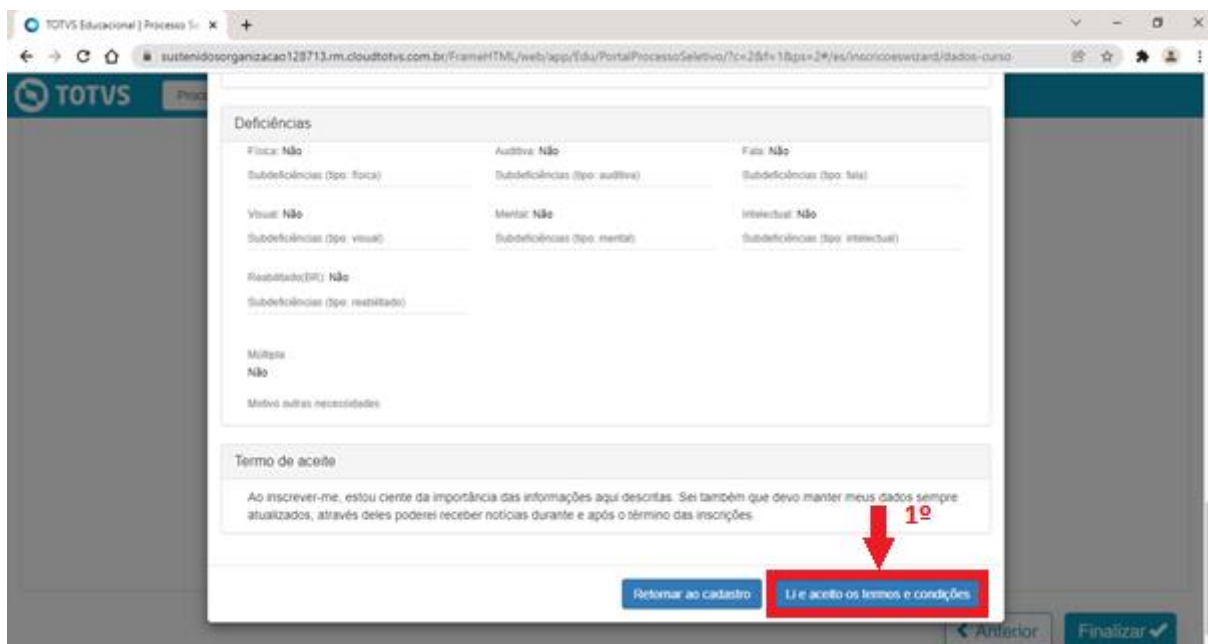 TOTVS Educacional | Processo Se
sustenidosorganizacao128713.rm.cloudtotvs.com.br/FrameHTML/web/app/Edu/PortalProcessoSeletivo/?c=2&f=1&ps=2#/es/inscricoeswizard/dados-curso
TOTVS
Deficiências
Física: Não Auditiva: Não Fala: Não
Subdeficiências (tipo: física) Subdeficiências (tipo: auditiva) Subdeficiências (tipo: fala)
Visual: Não Mental: Não Intelectual: Não
Subdeficiências (tipo: visual) Subdeficiências (tipo: mental) Subdeficiências (tipo: intelectual)
Reabilitado(BR): Não
Subdeficiências (tipo: reabilitado)
Múltipla
Não
Motivo outras necessidades
Termo de aceite
Ao inscrever-me, estou ciente da importância das informações aqui descritas. Sei também que devo manter meus dados sempre
atualizados, através deles poderei receber notícias durante e após o término das inscrições.
1º
Retornar ao cadastro Li e aceito os termos e condições
Anterior Finalizar